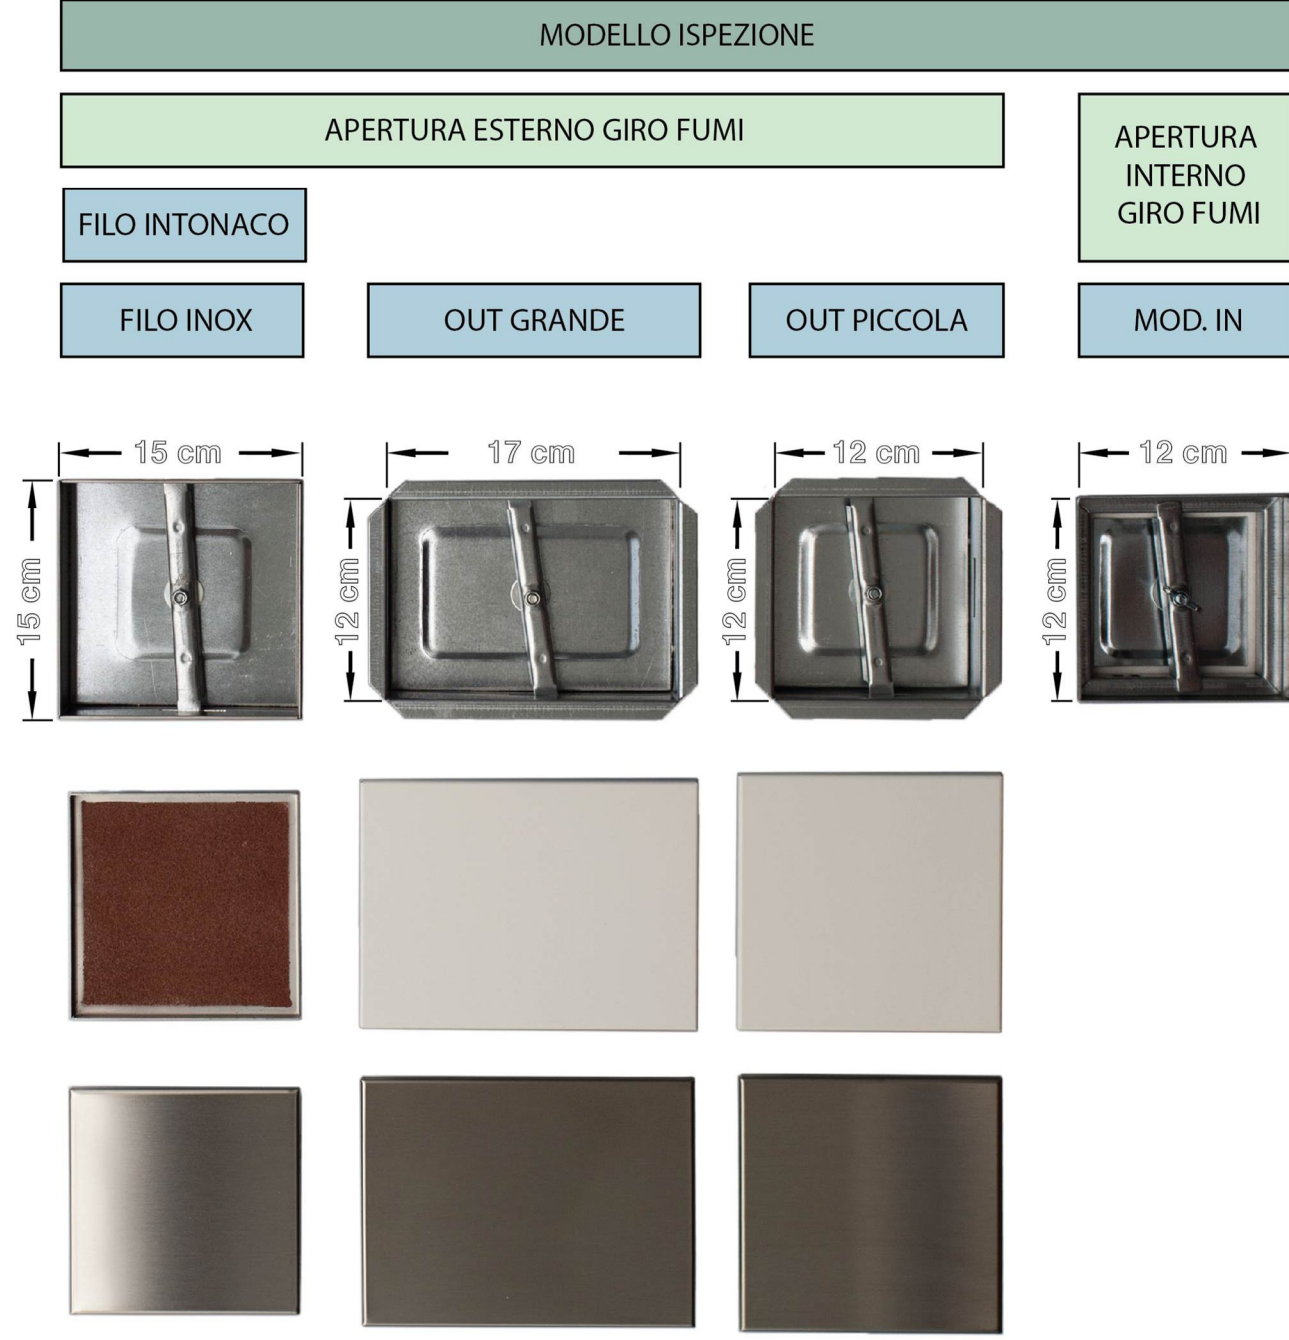 MODELLO ISPEZIONE
APERTURA ESTERNO GIRO FUMI
APERTURA
INTERNO
GIRO FUMI
FILO INTONACO
FILO INOX
OUT GRANDE
OUT PICCOLA
MOD. IN
15 cm
17 cm
12 cm
12 cm
15 cm
12 cm
12 cm
12 cm